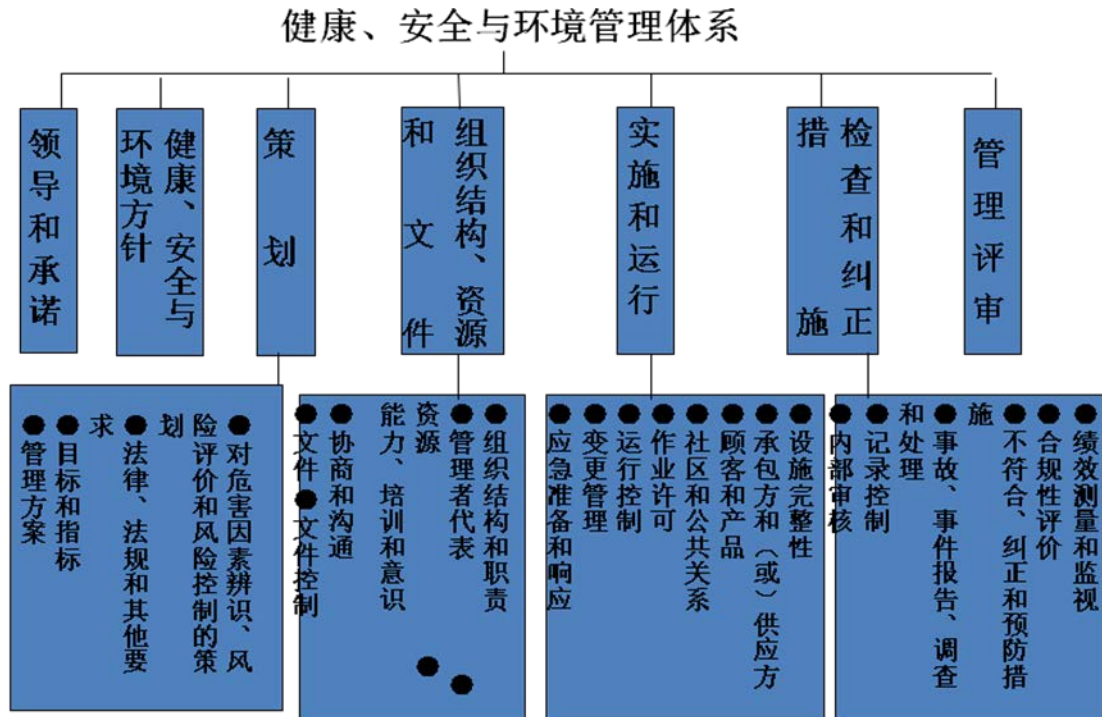 健康、安全与环境管理体系
领导和承诺
健康、安全与
环境方针
策划
组织结构、资源
和文件
实施和运行
检查和纠正
措施
管理评审
●对危害因素辨识、风
险评价和风险控制的策
划
●法律、法规和其他要
求
●目标和指标
●管理方案
●组织结构和职责
●管理者代表
资源
能力、培训和意识
●协商和沟通
●文件●文件控制
●
●
●设施完整性
●承包方和（或）供应方
●顾客和产品
●社区和公共关系
●作业许可
●运行控制
●变更管理
●应急准备和响应
●绩效测量和监视
●合规性评价
●不符合、纠正和预防措
施
●事故、事件报告、调查
和处理
●记录控制
●内部审核